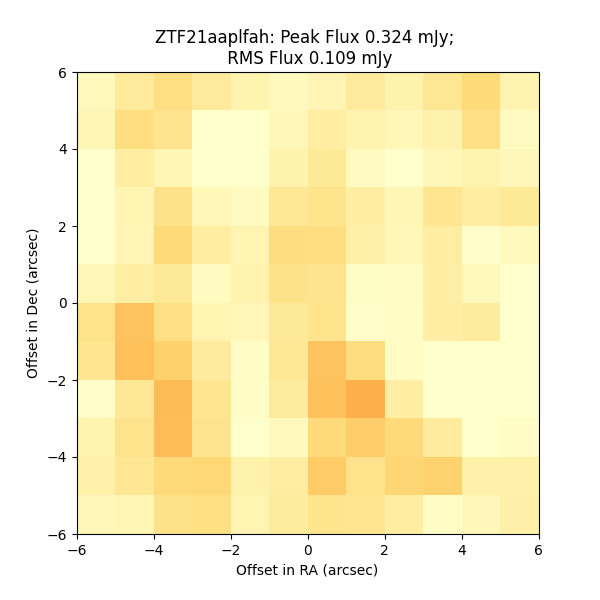 ZTF21aaplfah: Peak Flux 0.324 mJy;
RMS Flux 0.109 mJy
6
4
2
0
−2
−4
−6
Offset in Dec (arcsec)
−6 −4 −2 0 2 4 6
Offset in RA (arcsec)